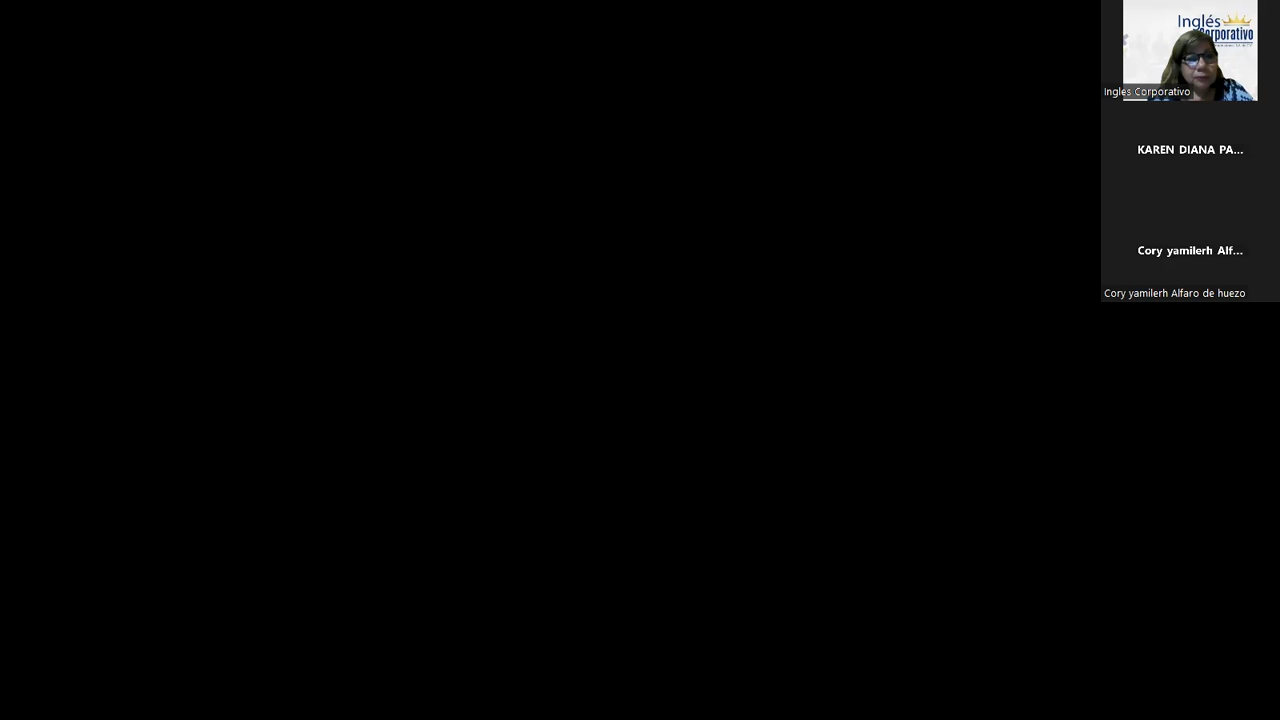 Inglés
Corporativo
Ingles Corporativo
KAREN DIANA PA...
Cory yamilerh Alf...
Cory yamilerh Alfaro de huezo